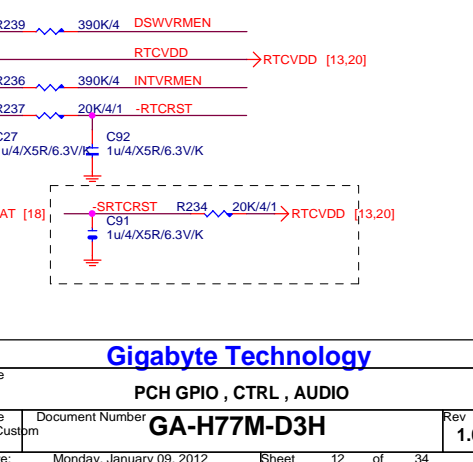 R239 390K/4 DSWVRMEN
RTCVDD RTCVDD [13,20]
R236 390K/4 INTVRMEN
R237 20K/4/1 -RTCRST
C27 C92
1u/4/X5R/6.3V/K 1u/4/X5R/6.3V/K
AT [18] -SRTCRST R234 20K/4/1 RTCVDD [13,20]
C91
1u/4/X5R/6.3V/K
Gigabyte Technology
e
PCH GPIO , CTRL , AUDIO
e Document Number GA-H77M-D3H Rev
Custom 1.
e: Monday, January 09, 2012 Sheet 12 of 34